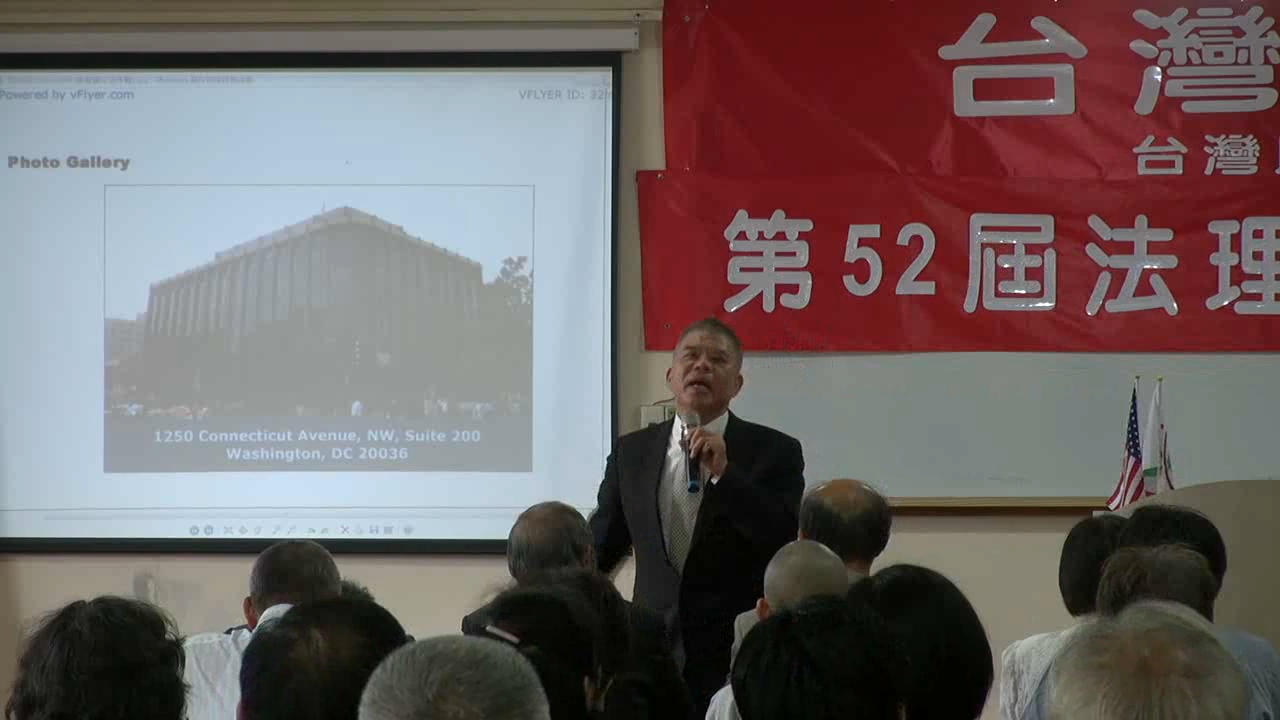 Powered by vFlyer.com
VFLYER ID: 32
Photo Gallery
1250 Connecticut Avenue, NW, Suite 200
Washington, DC 20036
台灣
台灣
第52屆法理